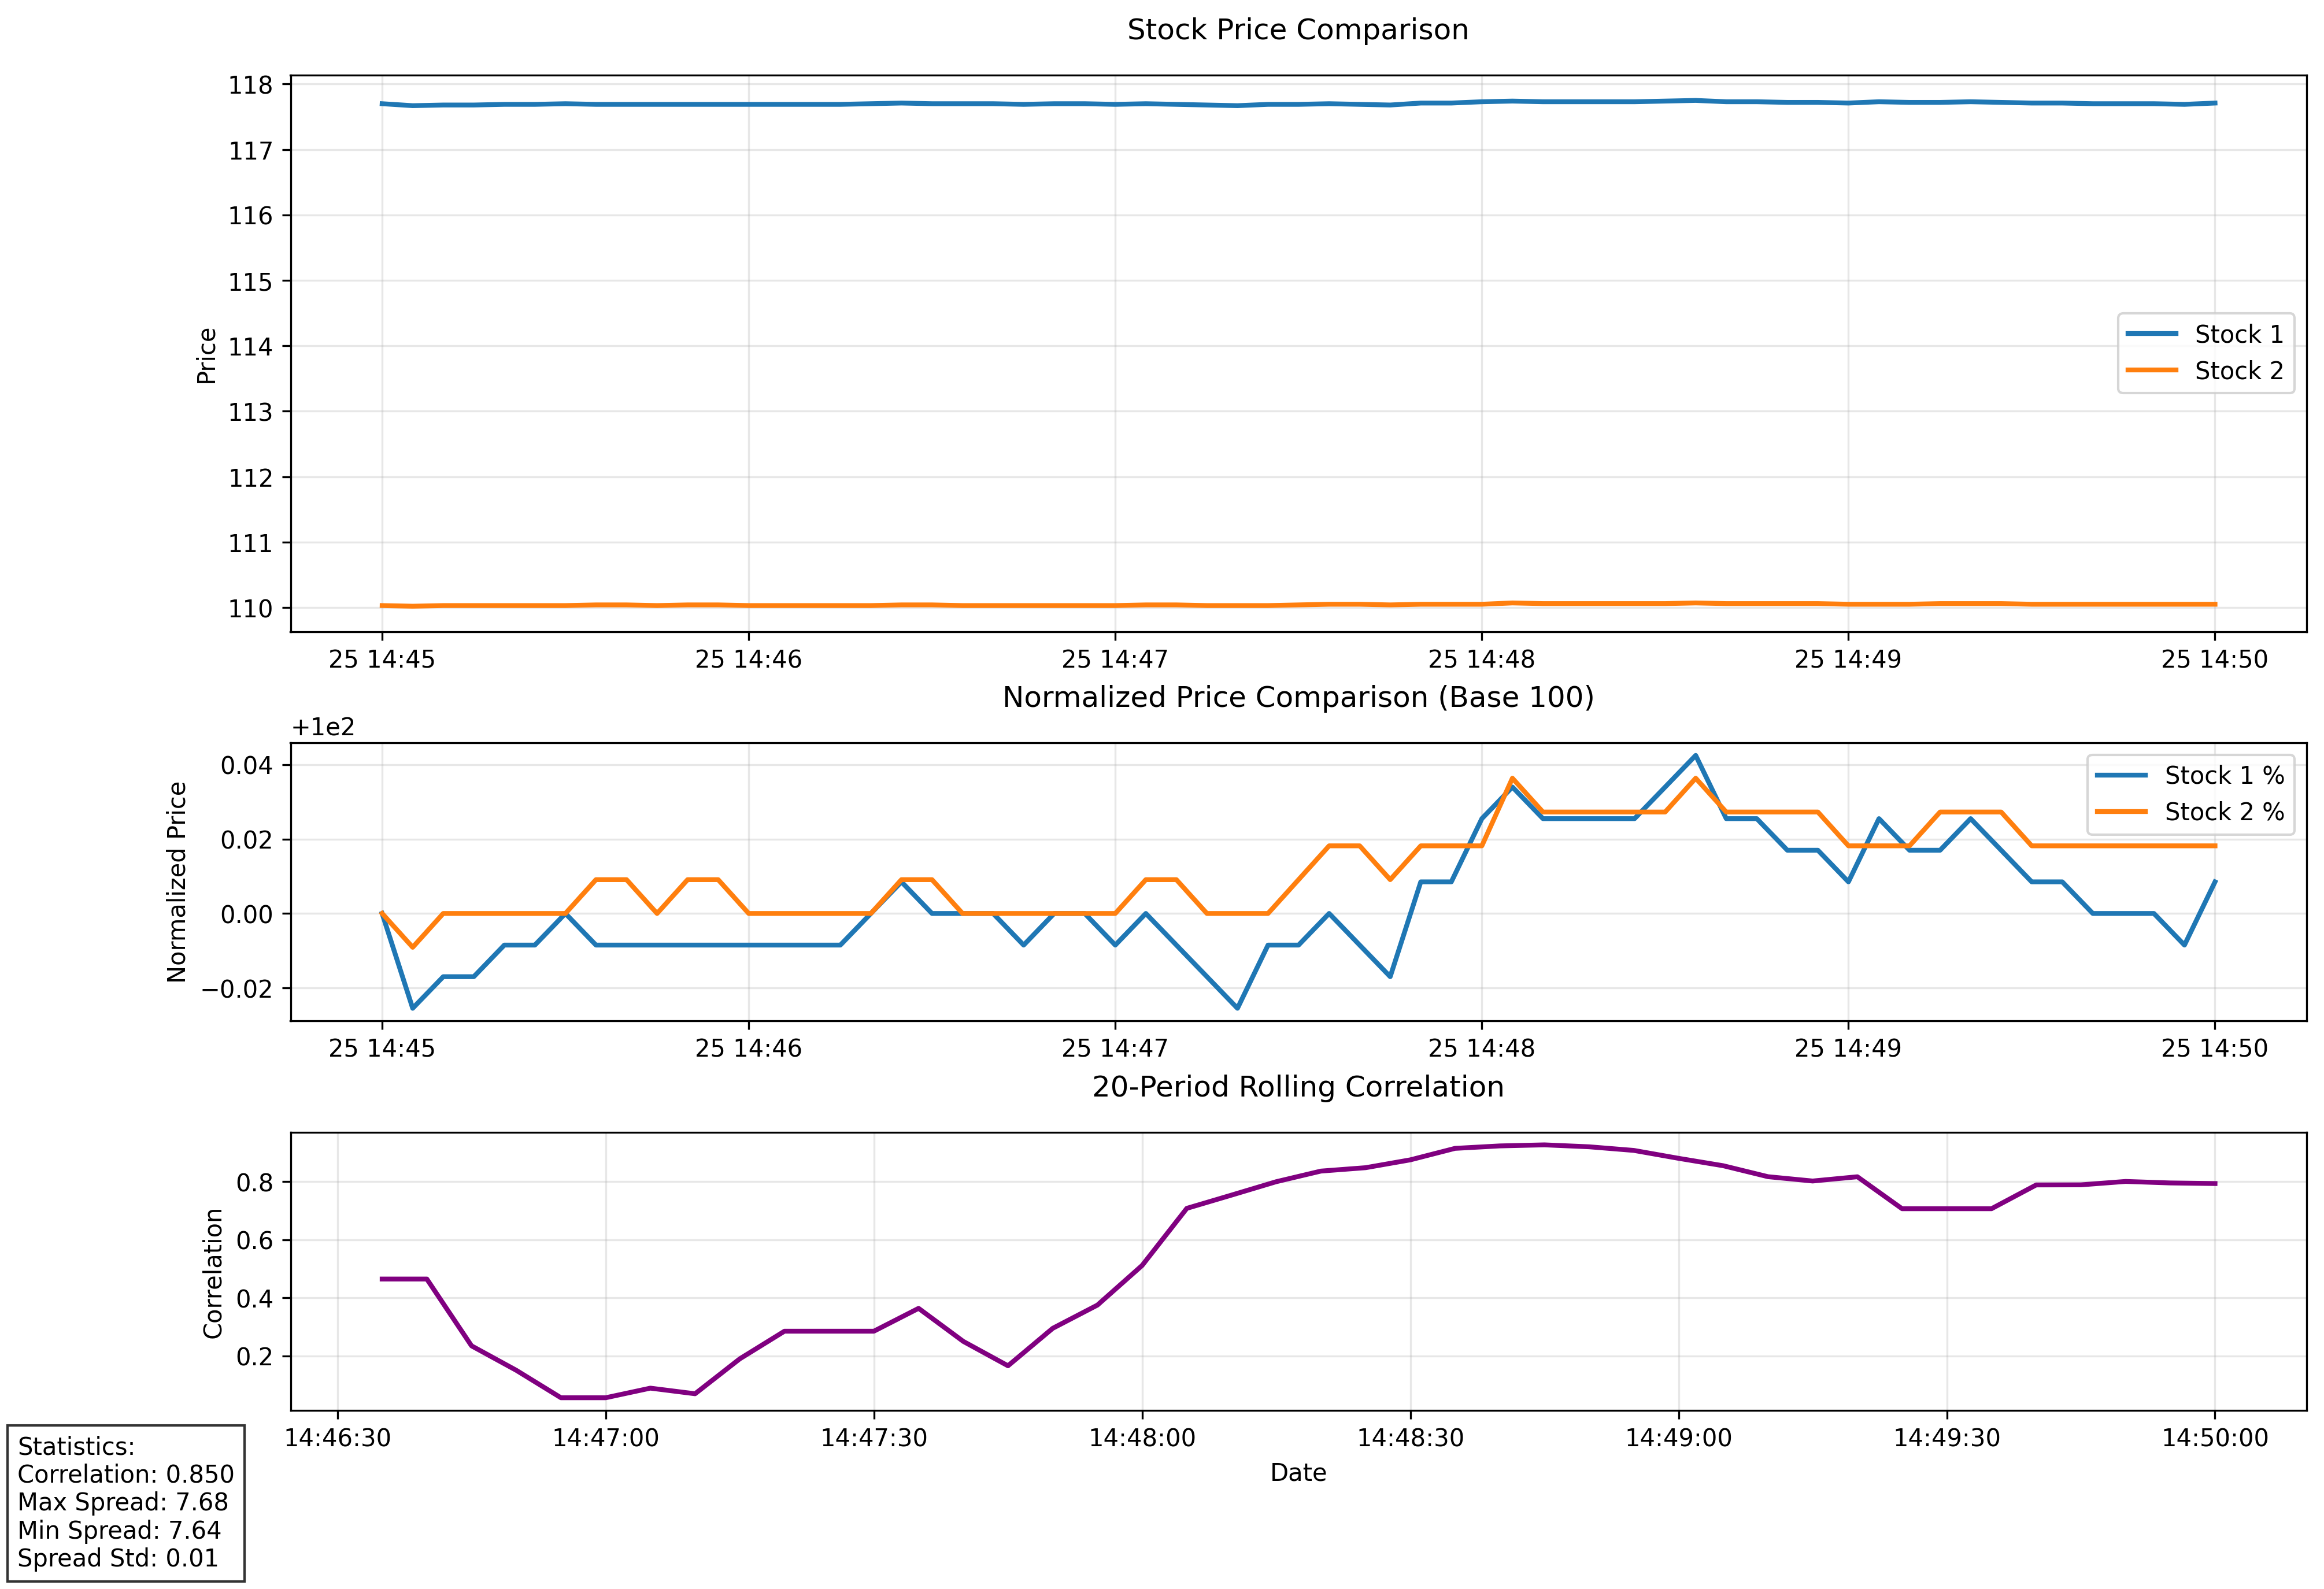 Stock Price Comparison
118
117
116
115
114
113
112
111
110
Price
Stock 1
Stock 2
25 14:45 25 14:46 25 14:47 25 14:48 25 14:49 25 14:50
Normalized Price Comparison (Base 100)
+1e2
0.04
0.02
0.00
−0.02
Normalized Price
Stock 1 %
Stock 2 %
25 14:45 25 14:46 25 14:47 25 14:48 25 14:49 25 14:50
20-Period Rolling Correlation
0.8
0.6
0.4
0.2
Correlation
14:46:30 14:47:00 14:47:30 14:48:00 14:48:30 14:49:00 14:49:30 14:50:00
Date
Statistics:
Correlation: 0.850
Max Spread: 7.68
Min Spread: 7.64
Spread Std: 0.01